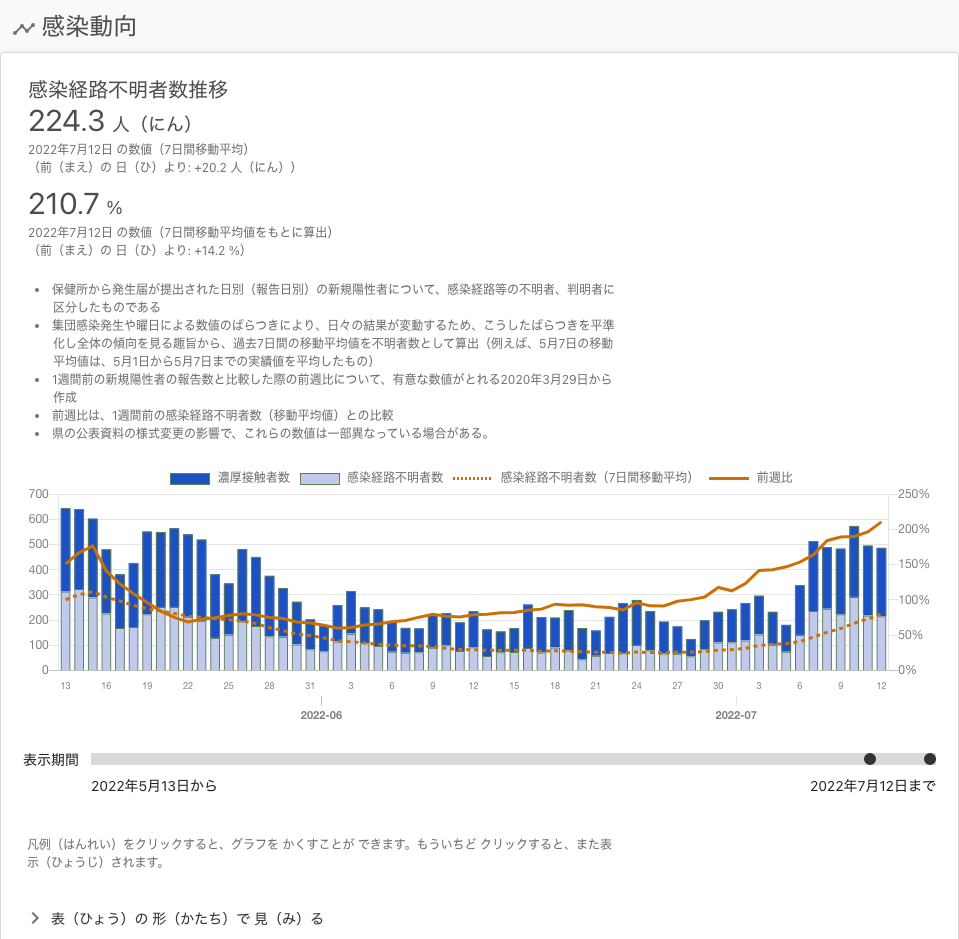 感染動向
感染経路不明者数推移
224.3 人（にん）
2022年7月12日 の数値（7日間移動平均）
（前（まえ）の 日（ひ）より: +20.2 人（にん））
210.7 %
2022年7月12日 の数値（7日間移動平均値をもとに算出）
（前（まえ）の 日（ひ）より: +14.2 %）
• 保健所から発生届が提出された日別（報告日別）の新規陽性者について、感染経路等の不明者、判明者に
区分したものである
• 集団感染発生や曜日による数値のばらつきにより、日々の結果が変動するため、こうしたばらつきを平準
化し全体の傾向を見る趣旨から、過去7日間の移動平均値を不明者数として算出（例えば、5月7日の移動
平均値は、5月1日から5月7日までの実績値を平均したもの）
• 1週間前の新規陽性者の報告数と比較した際の前週比について、有意な数値がとれる2020年3月29日から
作成
• 前週比は、1週間前の感染経路不明者数（移動平均値）との比較
• 県の公表資料の様式変更の影響で、これらの数値は一部異なっている場合がある。
濃厚接触者数 感染経路不明者数 感染経路不明者数（7日間移動平均） 前週比
700 250%
600 200%
500 150%
400
300 100%
200 50%
100
0 0%
13 16 19 22 25 28 31 3 6 9 12 15 18 21 24 27 30 3 6 9 12
2022-06 2022-07
表示期間
2022年5月13日から 2022年7月12日まで
凡例（はんれい）をクリックすると、グラフを かくすことが できます。もういちど クリックすると、また表
示（ひょうじ）されます。
表（ひょう）の 形（かたち）で 見（み）る